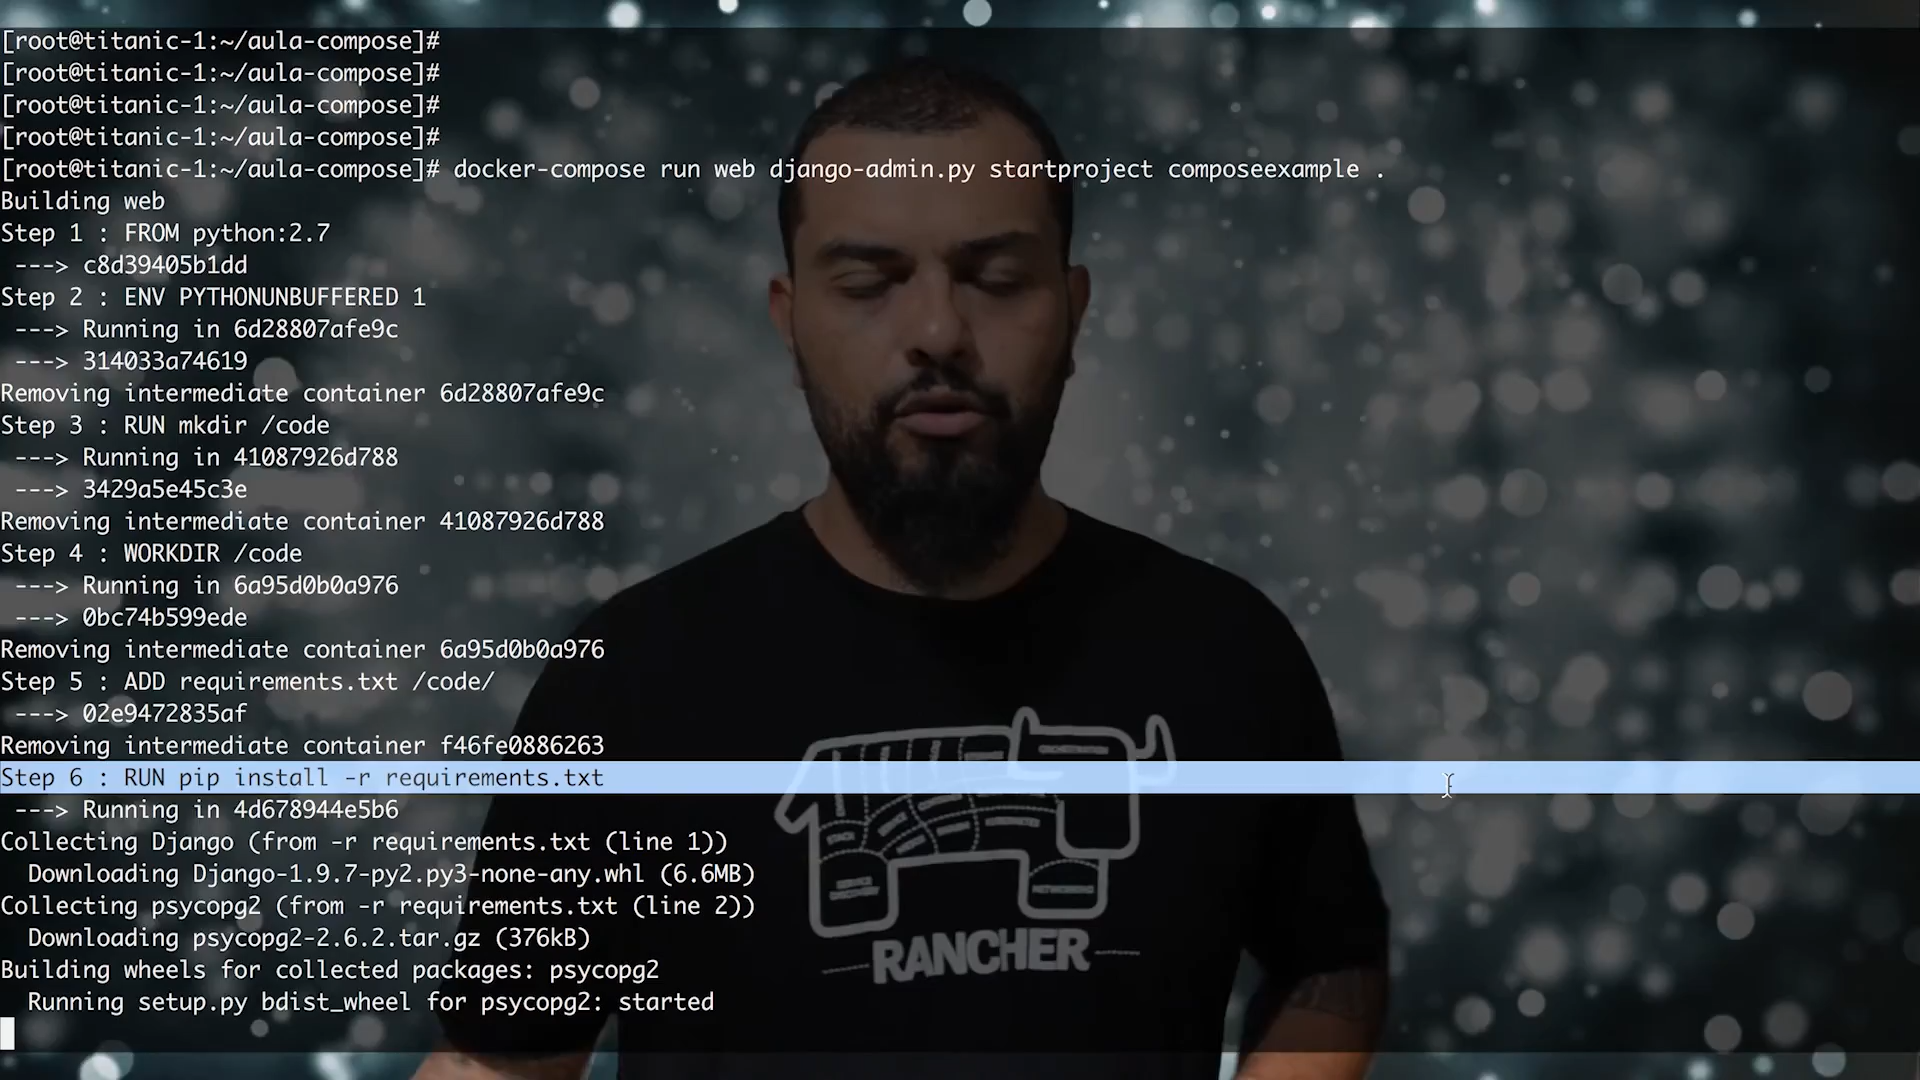 [root@titanic-1:~/aula-compose]#
[root@titanic-1:~/aula-compose]#
[root@titanic-1:~/aula-compose]#
[root@titanic-1:~/aula-compose]#
[root@titanic-1:~/aula-compose]# docker-compose run web django-admin.py startproject composeexample .
Building web
Step 1 : FROM python:2.7
 ---> c8d39405b1dd
Step 2 : ENV PYTHONUNBUFFERED 1
 ---> Running in 6d28807afe9c
 ---> 314033a74619
Removing intermediate container 6d28807afe9c
Step 3 : RUN mkdir /code
 ---> Running in 41087926d788
 ---> 3429a5e45c3e
Removing intermediate container 41087926d788
Step 4 : WORKDIR /code
 ---> Running in 6a95d0b0a976
 ---> 0bc74b599ede
Removing intermediate container 6a95d0b0a976
Step 5 : ADD requirements.txt /code/
 ---> 02e9472835af
Removing intermediate container f46fe0886263
Step 6 : RUN pip install -r requirements.txt
 ---> Running in 4d678944e5b6
Collecting Django (from -r requirements.txt (line 1))
  Downloading Django-1.9.7-py2.py3-none-any.whl (6.6MB)
Collecting psycopg2 (from -r requirements.txt (line 2))
  Downloading psycopg2-2.6.2.tar.gz (376kB)
Building wheels for collected packages: psycopg2
  Running setup.py bdist_wheel for psycopg2: started
SERVICE DISCOVERY
NETWORKING
RANCHER